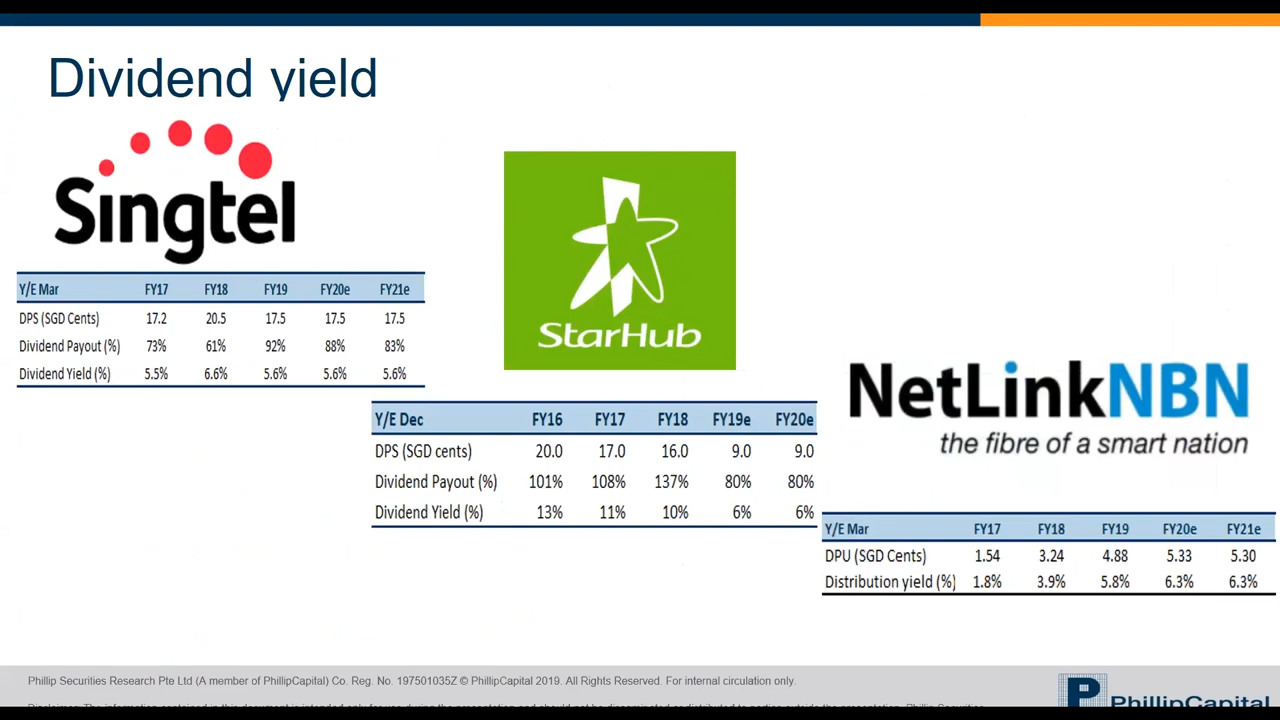 Dividend yield
Singtel
Y/E Mar FY17 FY18 FY19 FY20e FY21e
DPS (SGD Cents) 17.2 20.5 17.5 17.5 17.5
Dividend Payout (%) 73% 61% 92% 88% 83%
Dividend Yield (%) 5.5% 6.6% 5.6% 5.6% 5.6%
StarHub
Y/E Dec FY16 FY17 FY18 FY19e FY20e
DPS (SGD cents) 20.0 17.0 16.0 9.0 9.0
Dividend Payout (%) 101% 108% 137% 80% 80%
Dividend Yield (%) 13% 11% 10% 6% 6%
NetLinkNBN
the fibre of a smart nation
Y/E Mar FY17 FY18 FY19 FY20e FY21e
DPU (SGD Cents) 1.54 3.24 4.88 5.33 5.30
Distribution yield (%) 1.8% 3.9% 5.8% 6.3% 6.3%
Phillip Securities Research Pte Ltd (A member of PhillipCapital) Co. Reg. No. 197501035Z © PhillipCapital 2019. All Rights Reserved. For internal circulation only.
PhillipCapital